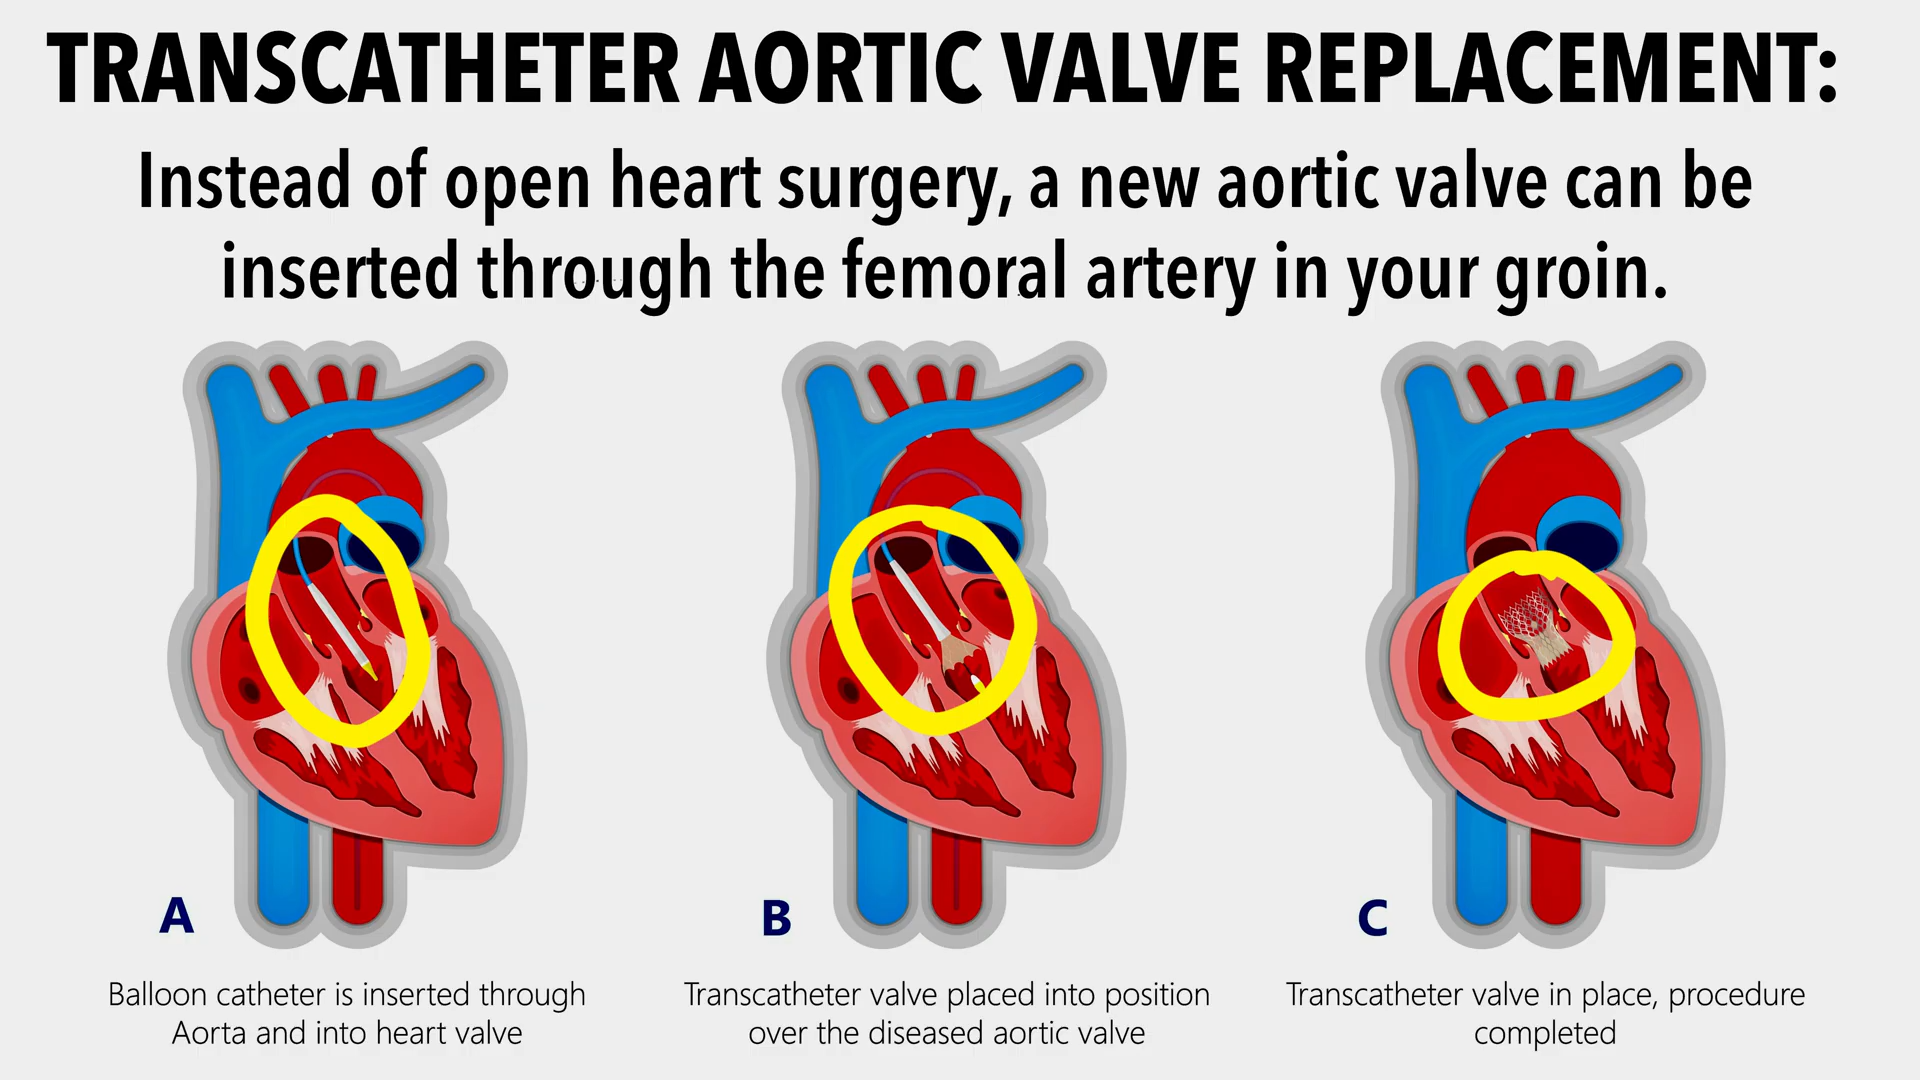 TRANSCATHETER AORTIC VALVE REPLACEMENT:
Instead of open heart surgery, a new aortic valve can be
inserted through the femoral artery in your groin.
A
Balloon catheter is inserted through
Aorta and into heart valve
B
Transcatheter valve placed into position
over the diseased aortic valve
C
Transcatheter valve in place, procedure
completed